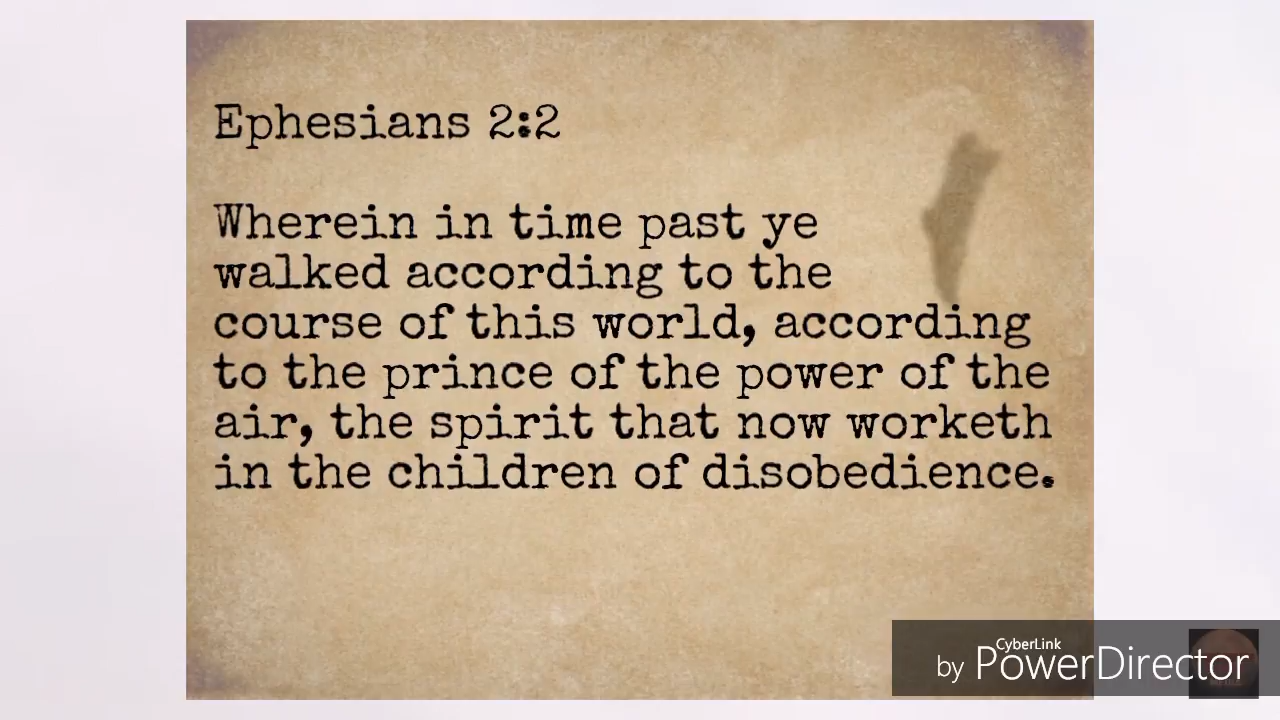 Ephesians 2:2
Wherein in time past ye
walked according to the
course of this world, according
to the prince of the power of the
air, the spirit that now worketh
in the children of disobedience.
CyberLink
by PowerDirector